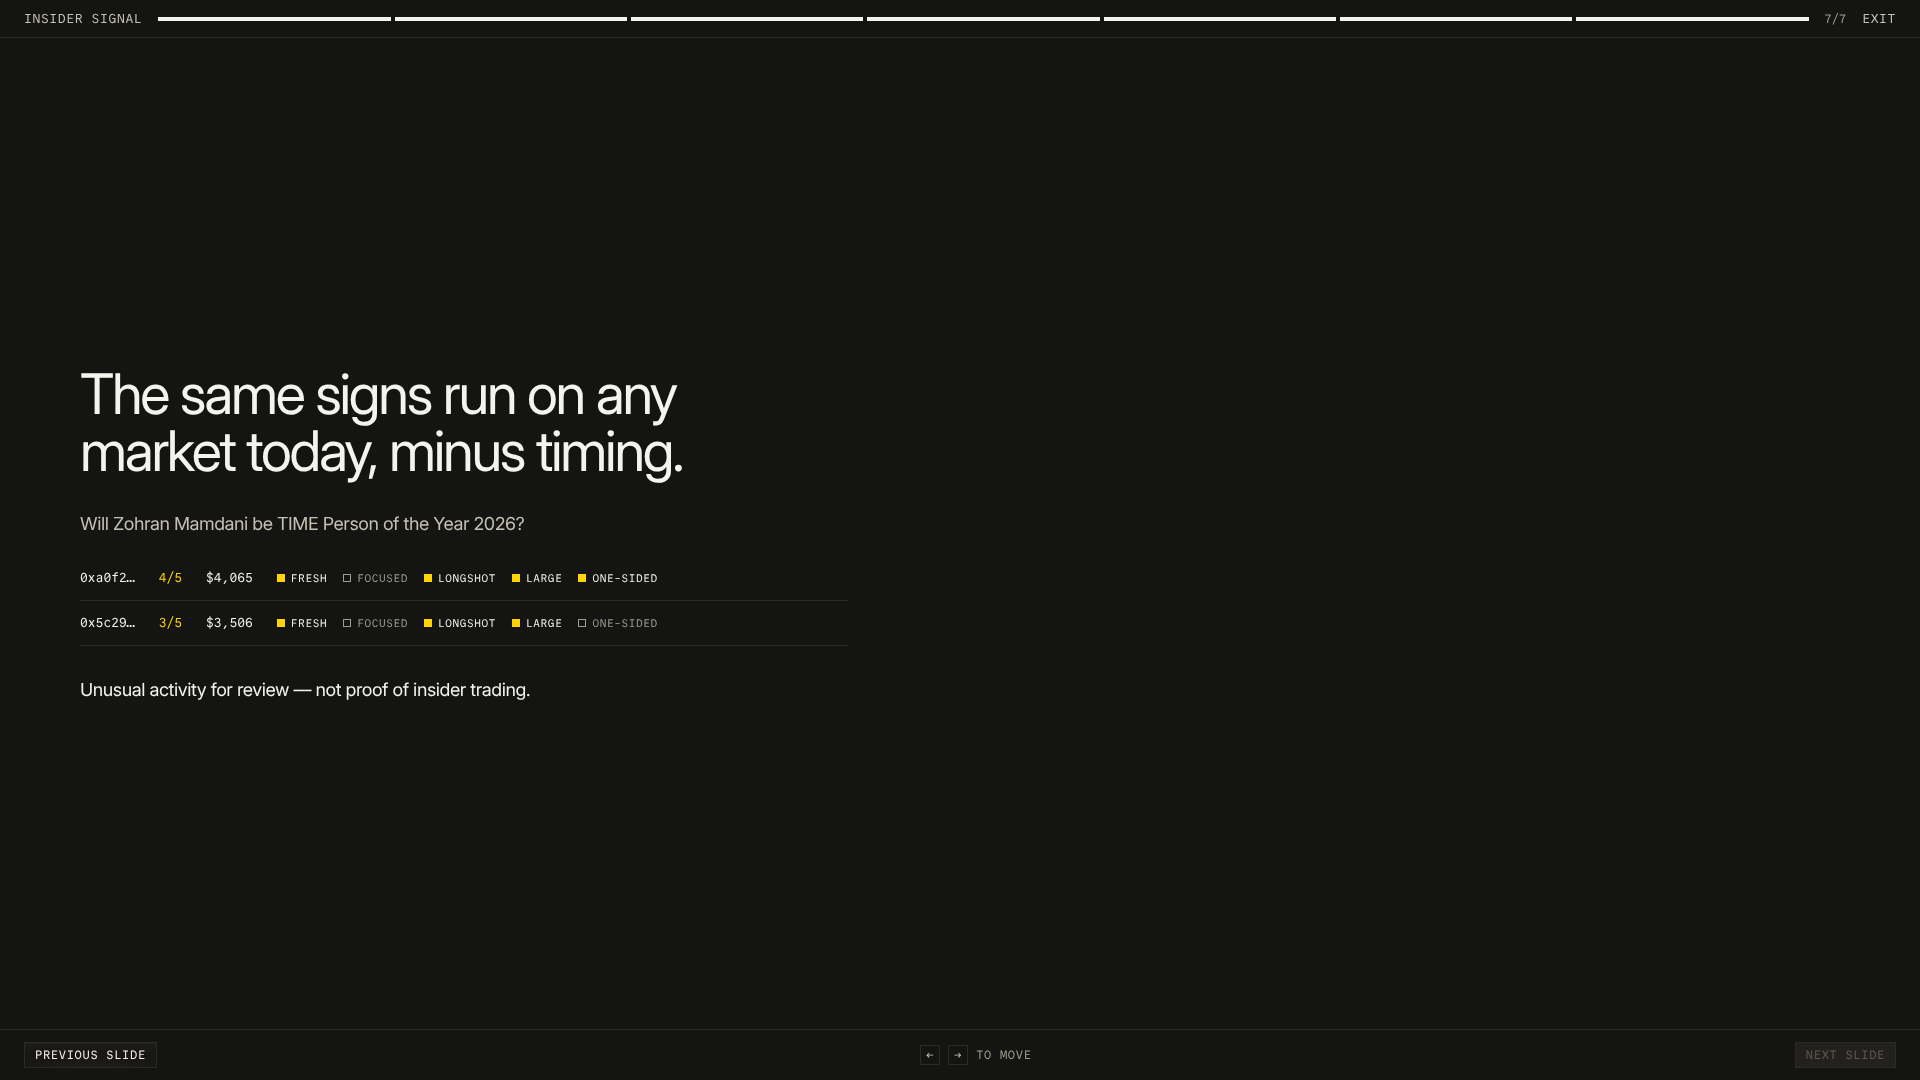 INSIDER SIGNAL 7/7 EXIT
The same signs run on any
market today, minus timing.
Will Zohran Mamdani be TIME Person of the Year 2026?
0xa0f2… 4/5 $4,065 FRESH FOCUSED LONGSHOT LARGE ONE-SIDED
0x5c29… 3/5 $3,506 FRESH FOCUSED LONGSHOT LARGE ONE-SIDED
Unusual activity for review — not proof of insider trading.
PREVIOUS SLIDE ← → TO MOVE NEXT SLIDE